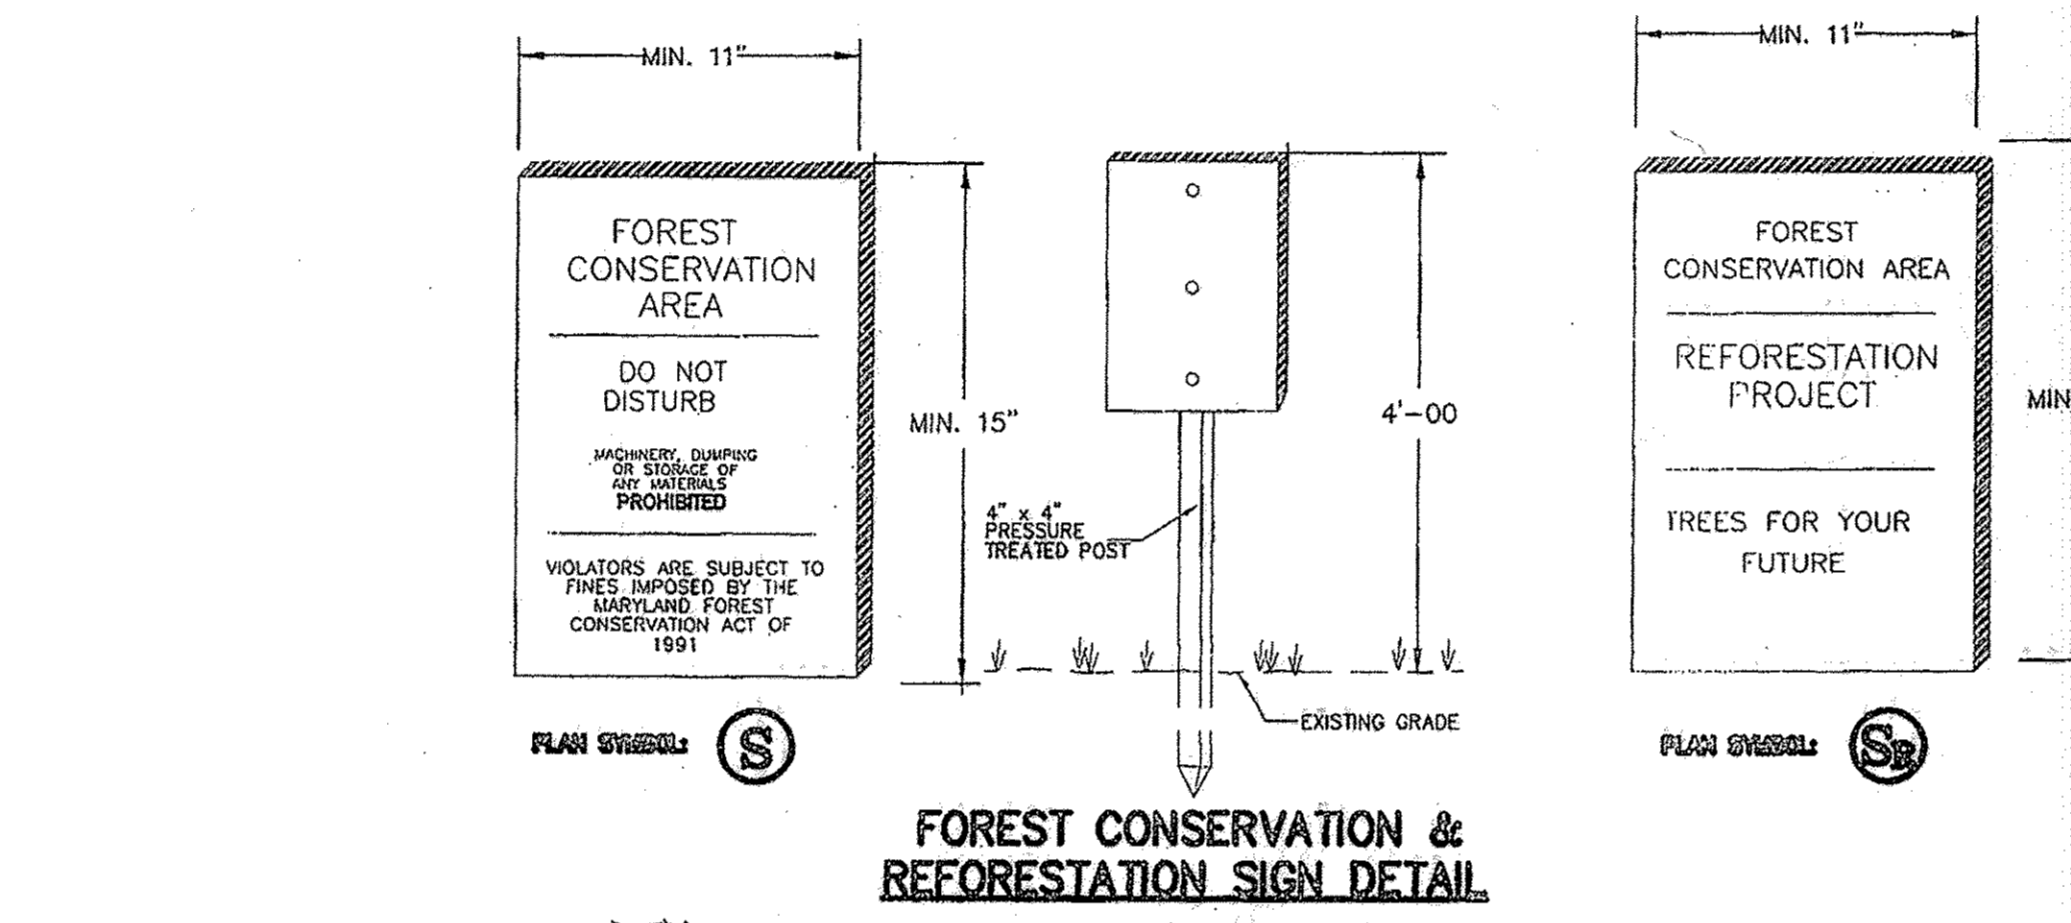 MIN. 11"
FOREST
CONSERVATION
AREA
DO NOT
DISTURB
MACHINERY, DUMPING
OR STORAGE OF
ANY MATERIALS
PROHIBITED
VIOLATORS ARE SUBJECT TO
FINES IMPOSED BY THE
MARYLAND FOREST
CONSERVATION ACT OF
1991
MIN. 15"
PLAN SYMBOL:
S
4'-00
4" x 4"
PRESSURE
TREATED POST
EXISTING GRADE
MIN. 11"
FOREST
CONSERVATION AREA
REFORESTATION
PROJECT
TREES FOR YOUR
FUTURE
MIN
PLAN SYMBOL:
SR
FOREST CONSERVATION &
REFORESTATION SIGN DETAIL